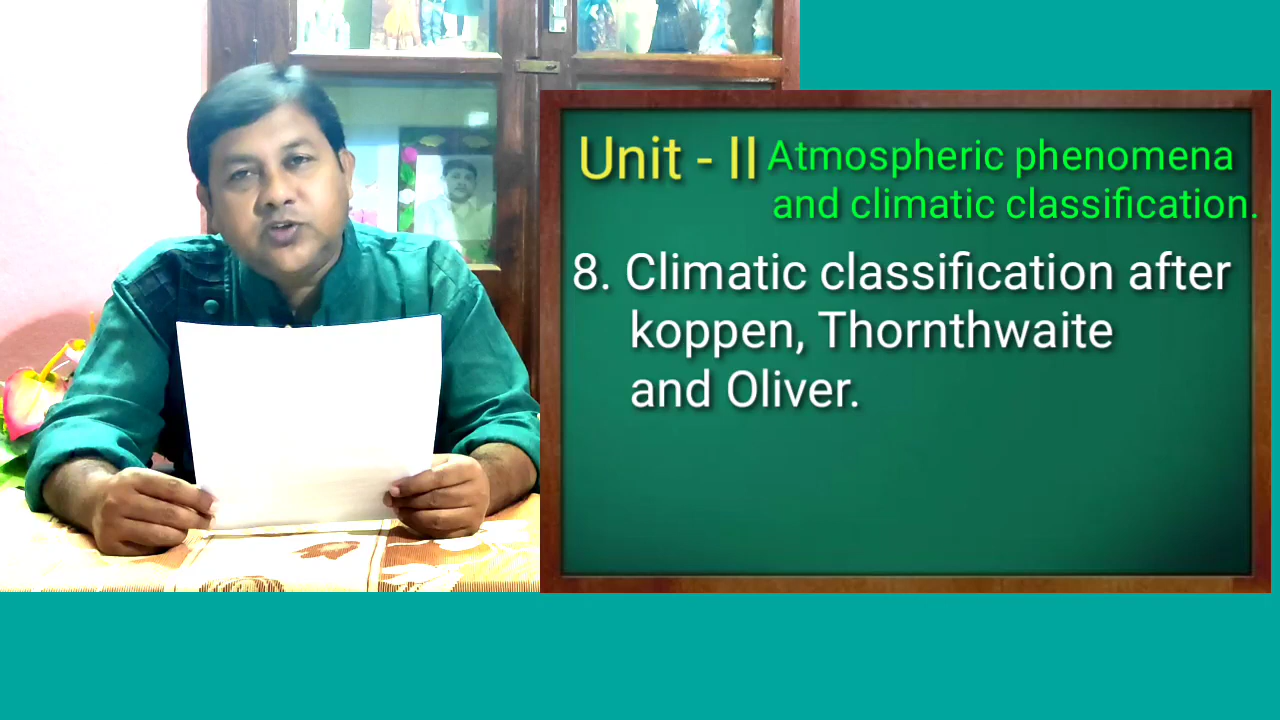 Unit - II Atmospheric phenomena
and climatic classification.
8. Climatic classification after
koppen, Thornthwaite
and Oliver.